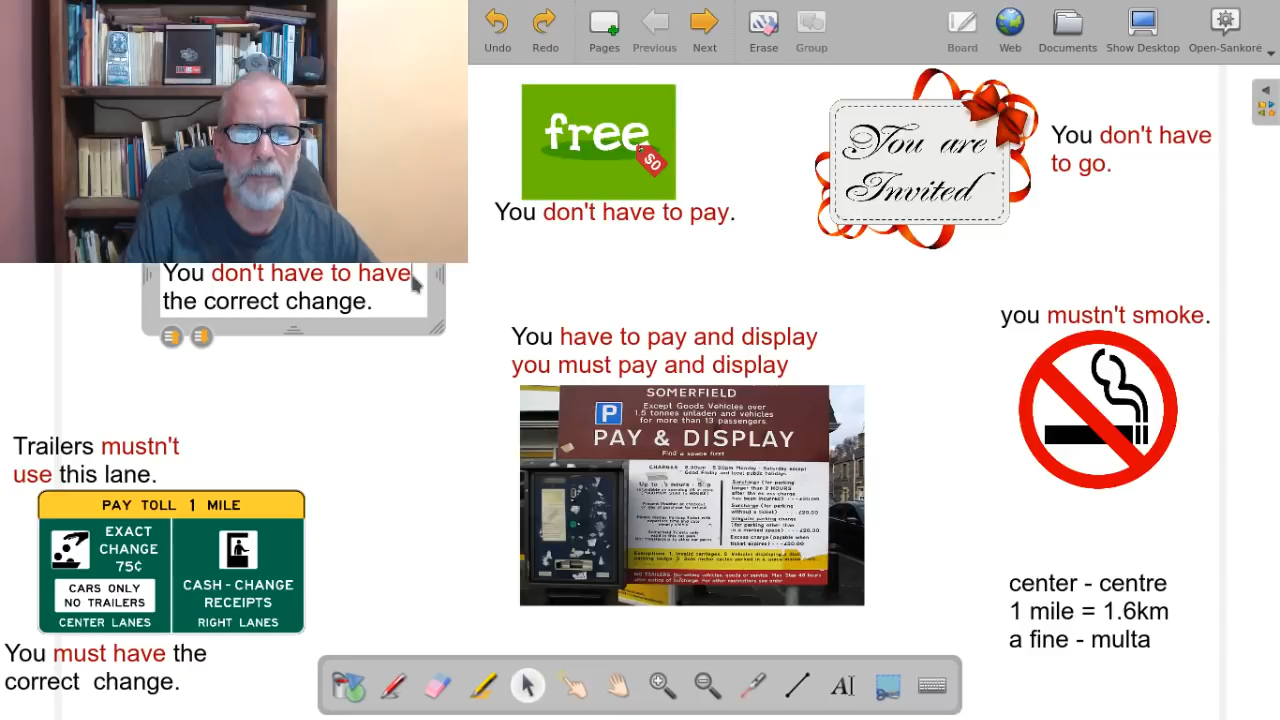 Undo
Redo
Pages
Previous
Next
Erase
Group
Board
Web
Documents
Show Desktop
Open-Sankore
free
$0
You don't have to pay.
You are
Invited
You don't have
to go.
You don't have to have
the correct change.
You have to pay and display
you must pay and display
you mustn't smoke.
SOMERFIELD
P
Except Goods Vehicles over
1.5 tonnes unladen and vehicles
for more than 13 passengers.
PAY & DISPLAY
Find a space first
Trailers mustn't
use this lane.
PAY TOLL 1 MILE
EXACT
CHANGE
75¢
CARS ONLY
NO TRAILERS
CENTER LANES
CASH-CHANGE
RECEIPTS
RIGHT LANES
You must have the
correct change.
center - centre
1 mile = 1.6km
a fine - multa